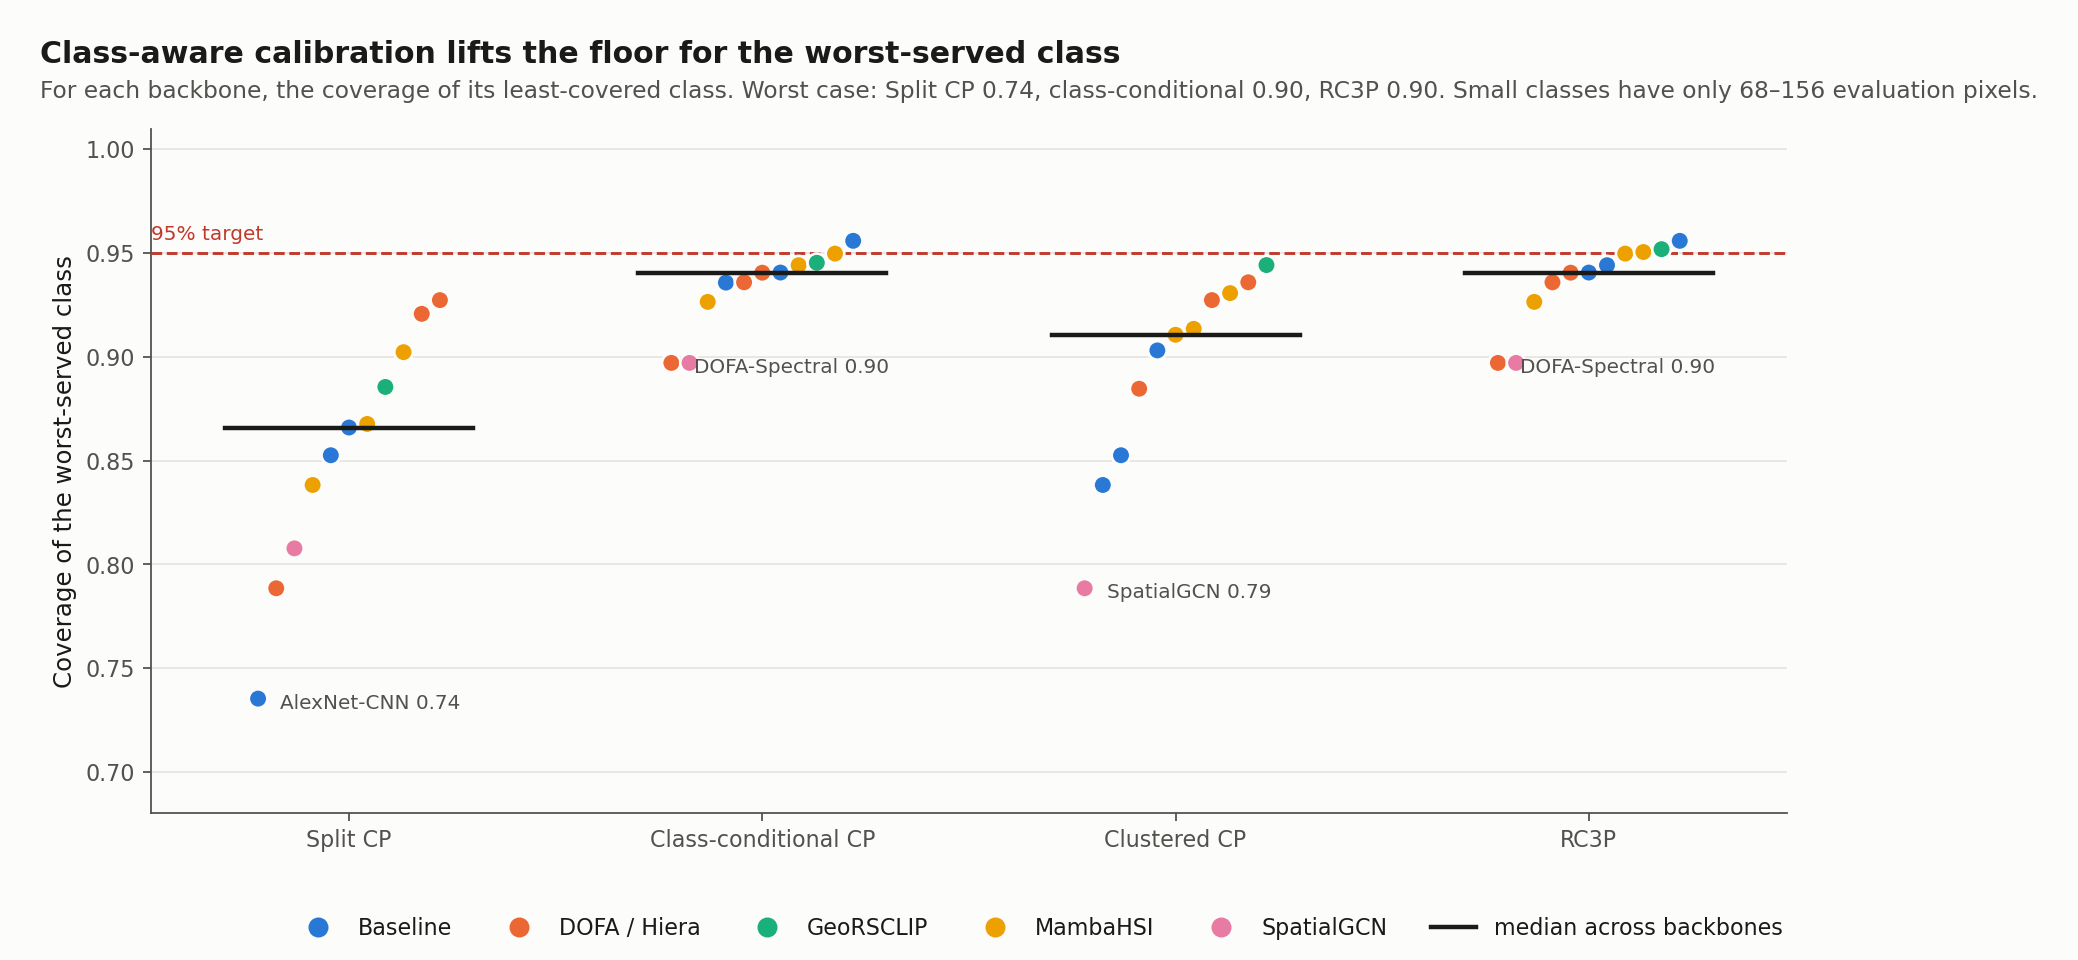 Class-aware calibration lifts the floor for the worst-served class
For each backbone, the coverage of its least-covered class. Worst case: Split CP 0.74, class-conditional 0.90, RC3P 0.90. Small classes have only 68–156 evaluation pixels.
Coverage of the worst-served class
1.00
0.95
0.90
0.85
0.80
0.75
0.70
95% target
DOFA-Spectral 0.90
DOFA-Spectral 0.90
SpatialGCN 0.79
AlexNet-CNN 0.74
Split CP
Class-conditional CP
Clustered CP
RC3P
Baseline
DOFA / Hiera
GeoRSCLIP
MambaHSI
SpatialGCN
median across backbones